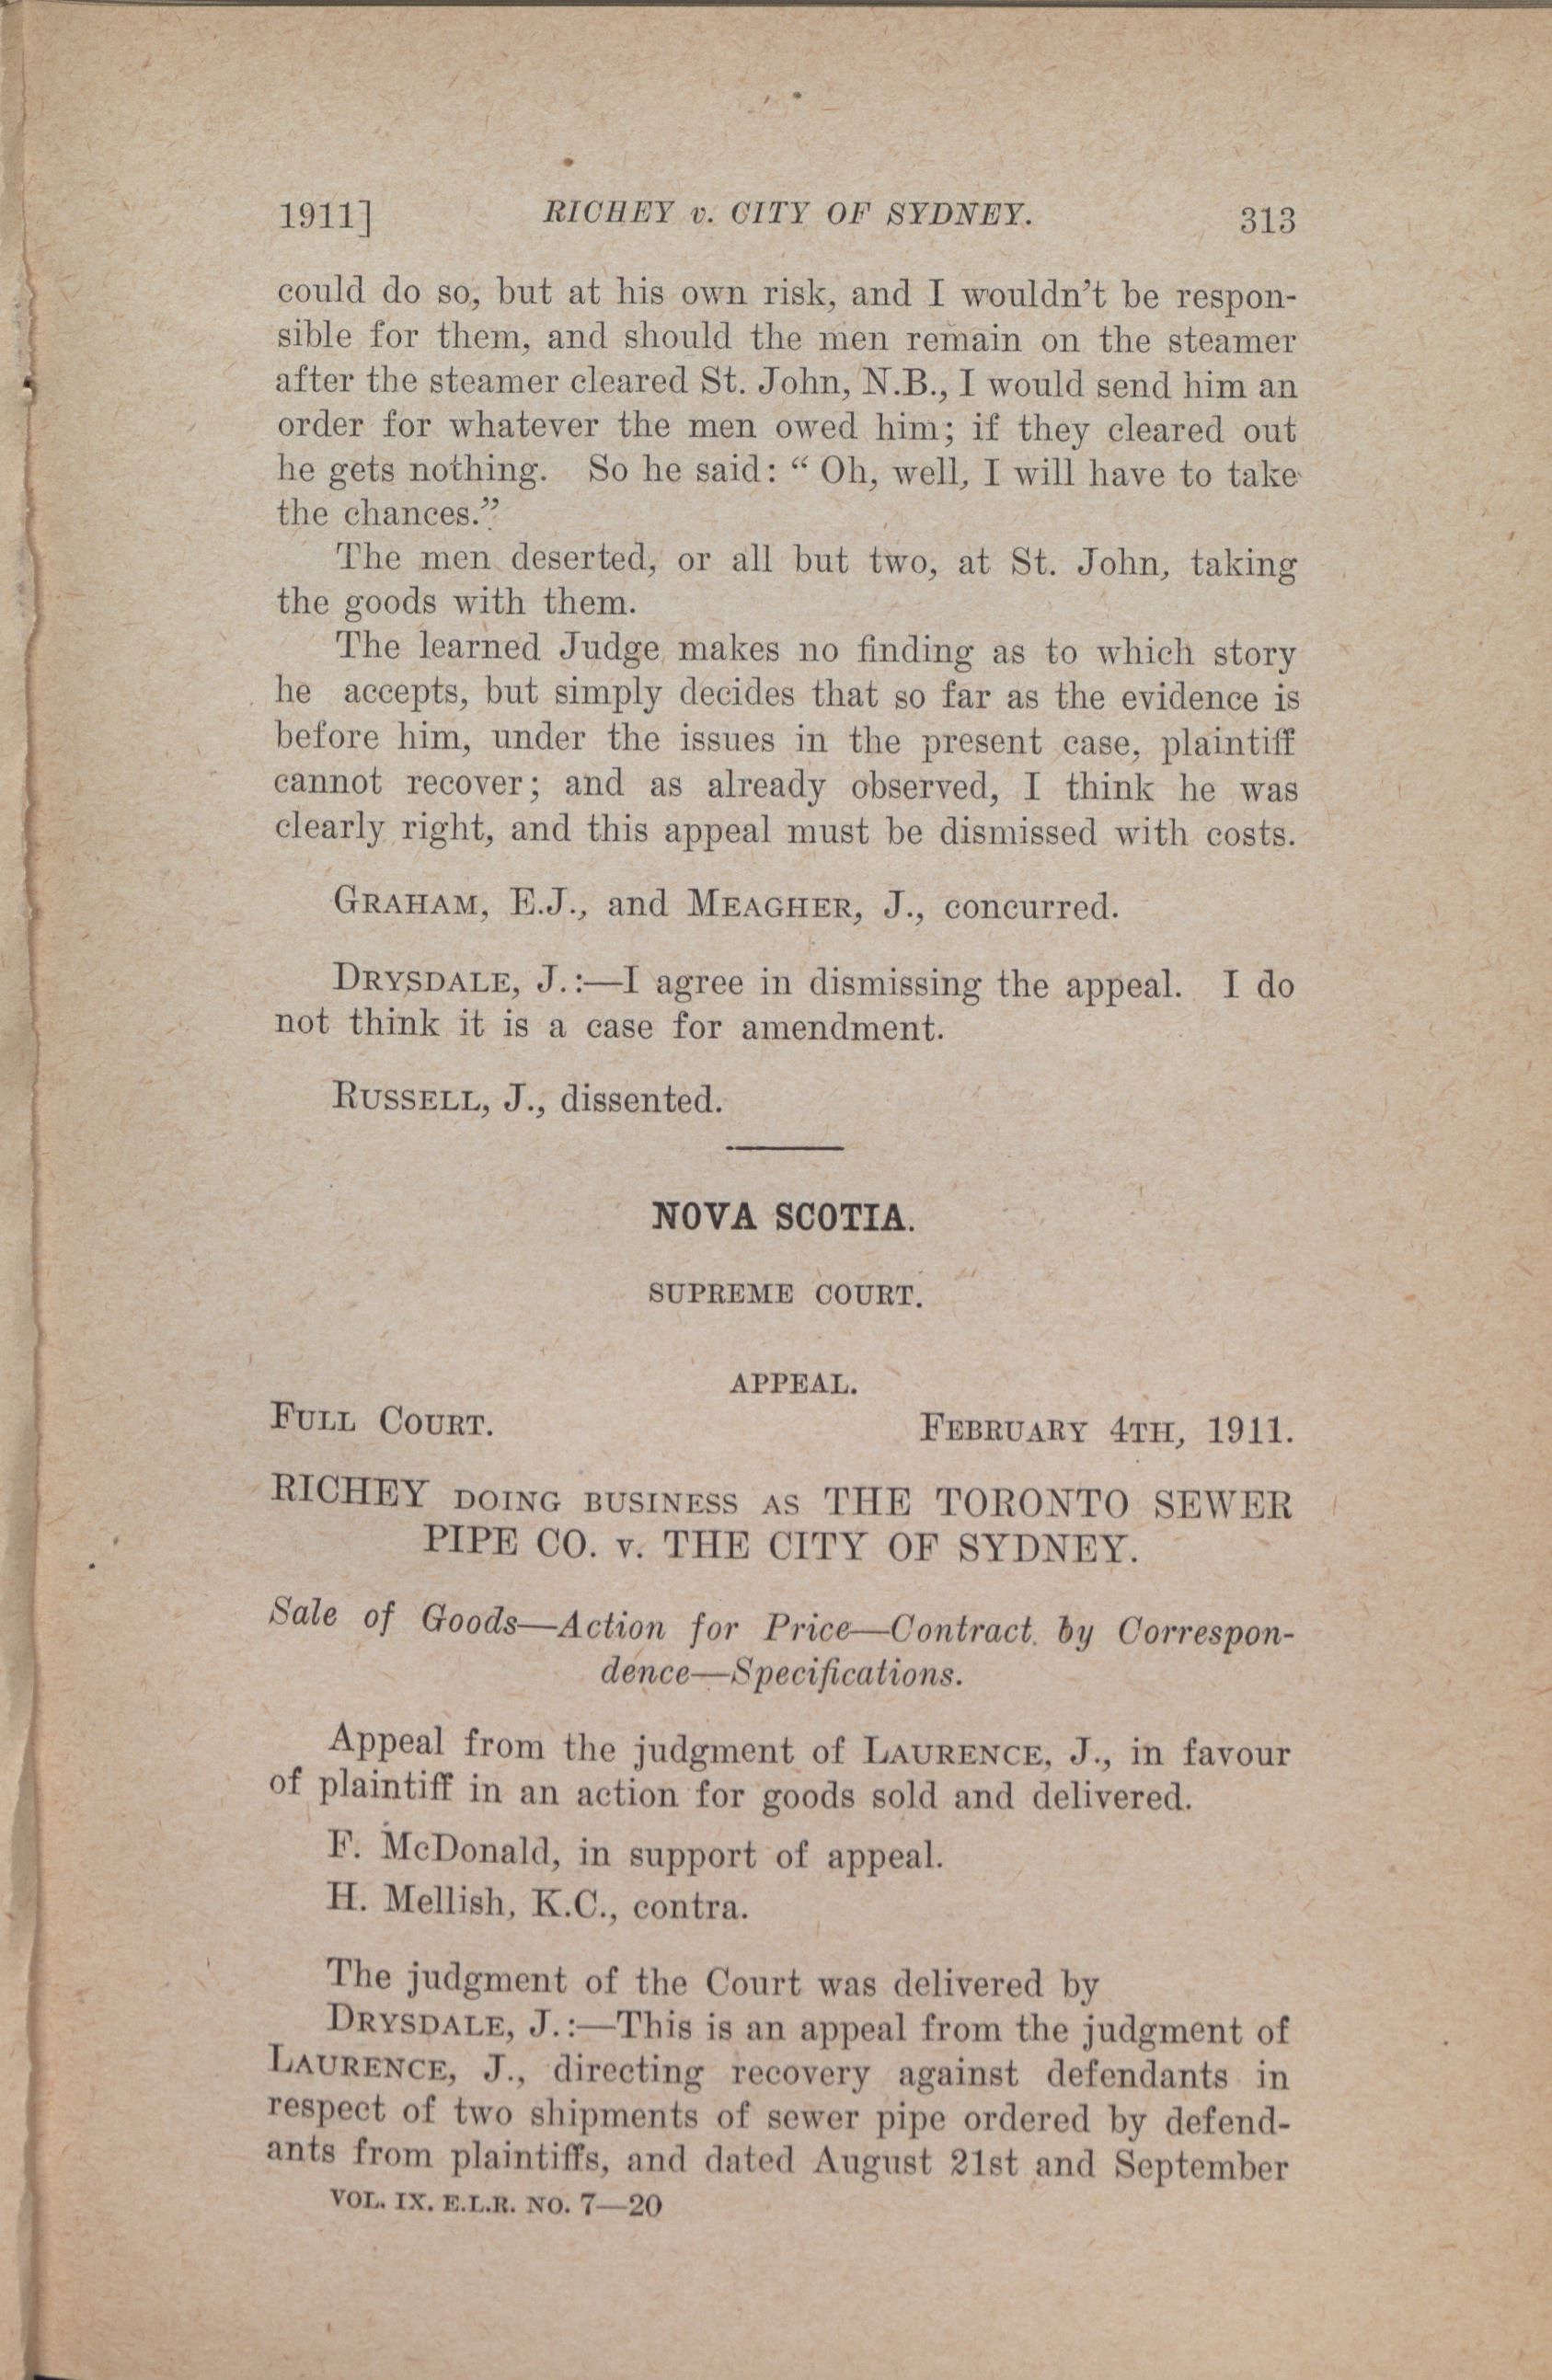 1911] RICHEY v. CITY OF SYDNEY. 313
could do so, but at his own risk, and I wouldn't be respon-
sible for them, and should the men remain on the steamer
after the steamer cleared St. John, N.B., I would send him an
order for whatever the men owed him; if they cleared out
he gets nothing. So he said: “ Oh, well, I will have to take
the chances.”
The men deserted, or all but two, at St. John, taking
the goods with them.
The learned Judge makes no finding as to which story
he accepts, but simply decides that so far as the evidence is
before him, under the issues in the present case, plaintiff
cannot recover; and as already observed, I think he was
clearly right, and this appeal must be dismissed with costs.
GRAHAM, E.J., and MEAGHER, J., concurred.
DRYSDALE, J.:—I agree in dismissing the appeal. I do
not think it is a case for amendment.
RUSSELL, J., dissented.
NOVA SCOTIA.
SUPREME COURT.
APPEAL.
FULL COURT. FEBRUARY 4TH, 1911.
RICHEY DOING BUSINESS AS THE TORONTO SEWER
PIPE CO. v. THE CITY OF SYDNEY.
Sale of Goods—Action for Price—Contract by Correspon-
dence—Specifications.
Appeal from the judgment of LAURENCE, J., in favour
of plaintiff in an action for goods sold and delivered.
F. McDonald, in support of appeal.
H. Mellish, K.C., contra.
The judgment of the Court was delivered by
DRYSDALE, J.:—This is an appeal from the judgment of
LAURENCE, J., directing recovery against defendants in
respect of two shipments of sewer pipe ordered by defend-
ants from plaintiffs, and dated August 21st and September
VOL. IX. E.L.R. NO. 7—20